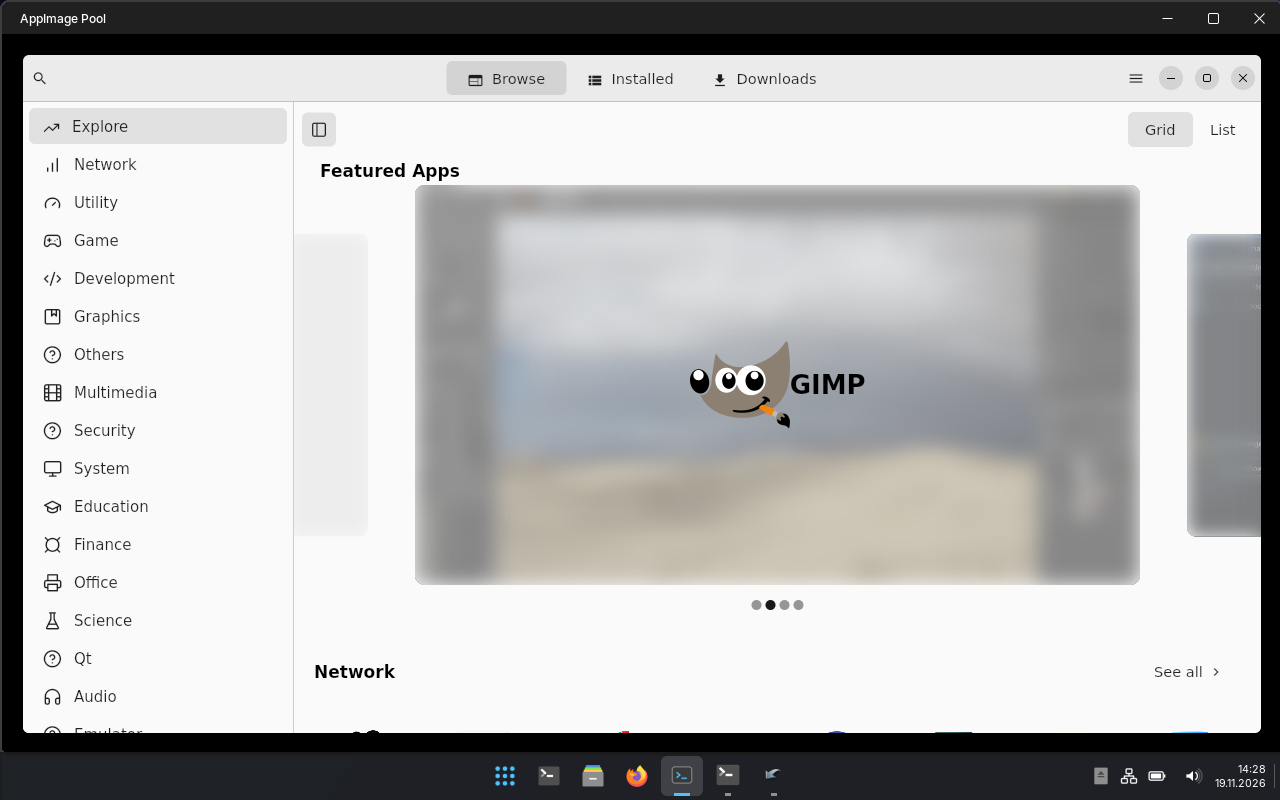 AppImage Pool
Browse
Installed
Downloads
Explore
Network
Utility
Game
Development
Graphics
Others
Multimedia
Security
System
Education
Finance
Office
Science
Qt
Audio
Emulator
Grid
List
Featured Apps
GIMP
Network
See all
14:28
19.11.2026